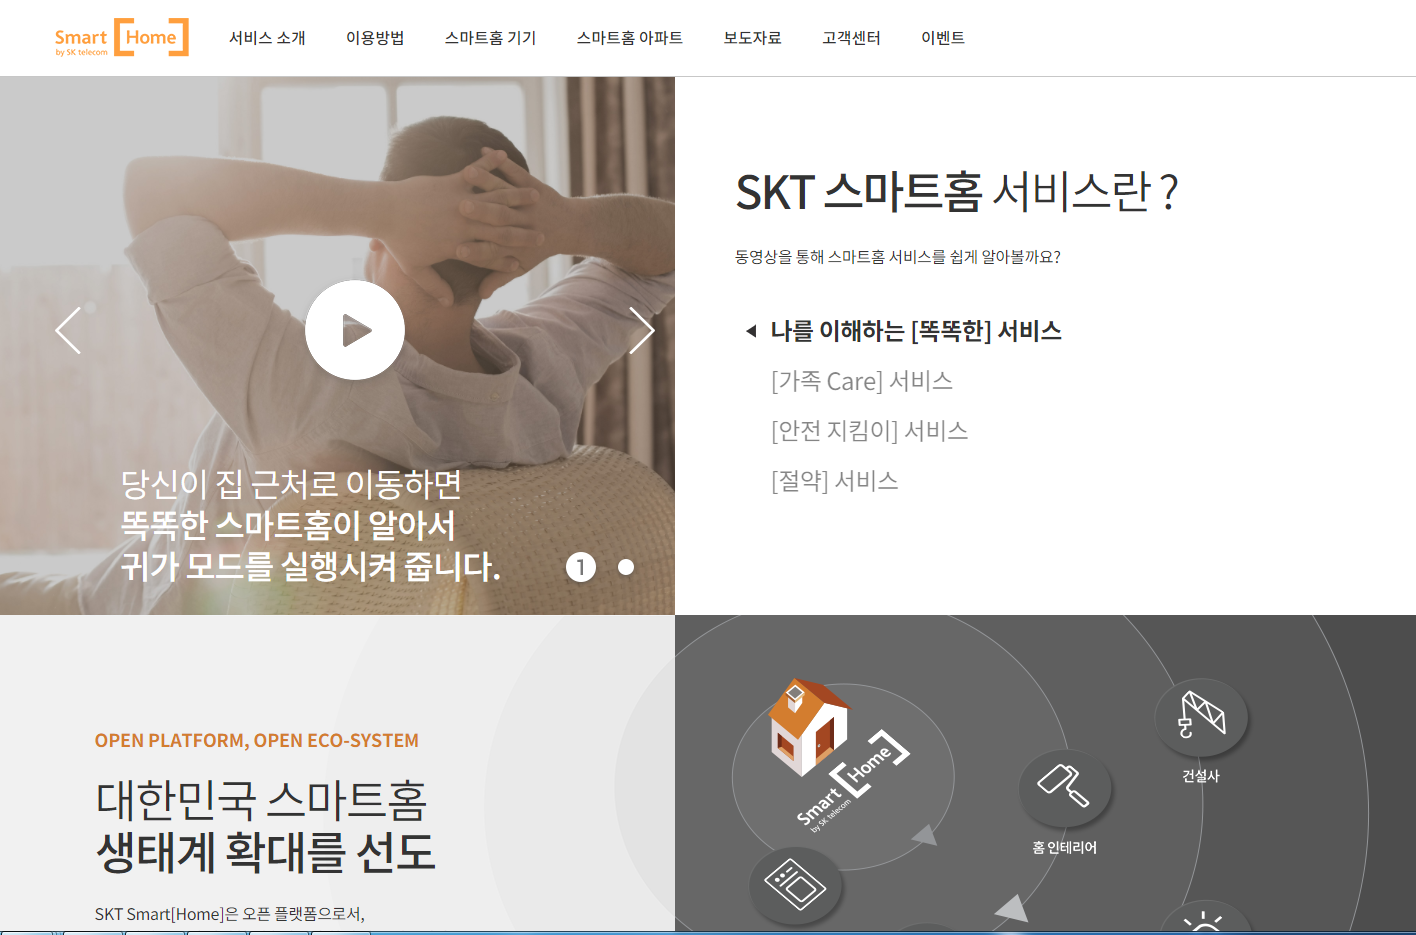 Smart [Home]
by SK telecom
서비스 소개 이용방법 스마트홈 기기 스마트홈 아파트 보도자료 고객센터 이벤트
당신이 집 근처로 이동하면
똑똑한 스마트홈이 알아서
귀가 모드를 실행시켜 줍니다.
1
SKT 스마트홈 서비스란 ?
동영상을 통해 스마트홈 서비스를 쉽게 알아볼까요?
나를 이해하는 [똑똑한] 서비스
[가족 Care] 서비스
[안전 지킴이] 서비스
[절약] 서비스
OPEN PLATFORM, OPEN ECO-SYSTEM
대한민국 스마트홈
생태계 확대를 선도
SKT Smart[Home]은 오픈 플랫폼으로서,
Smart [Home]
by SK telecom
건설사
홈 인테리어